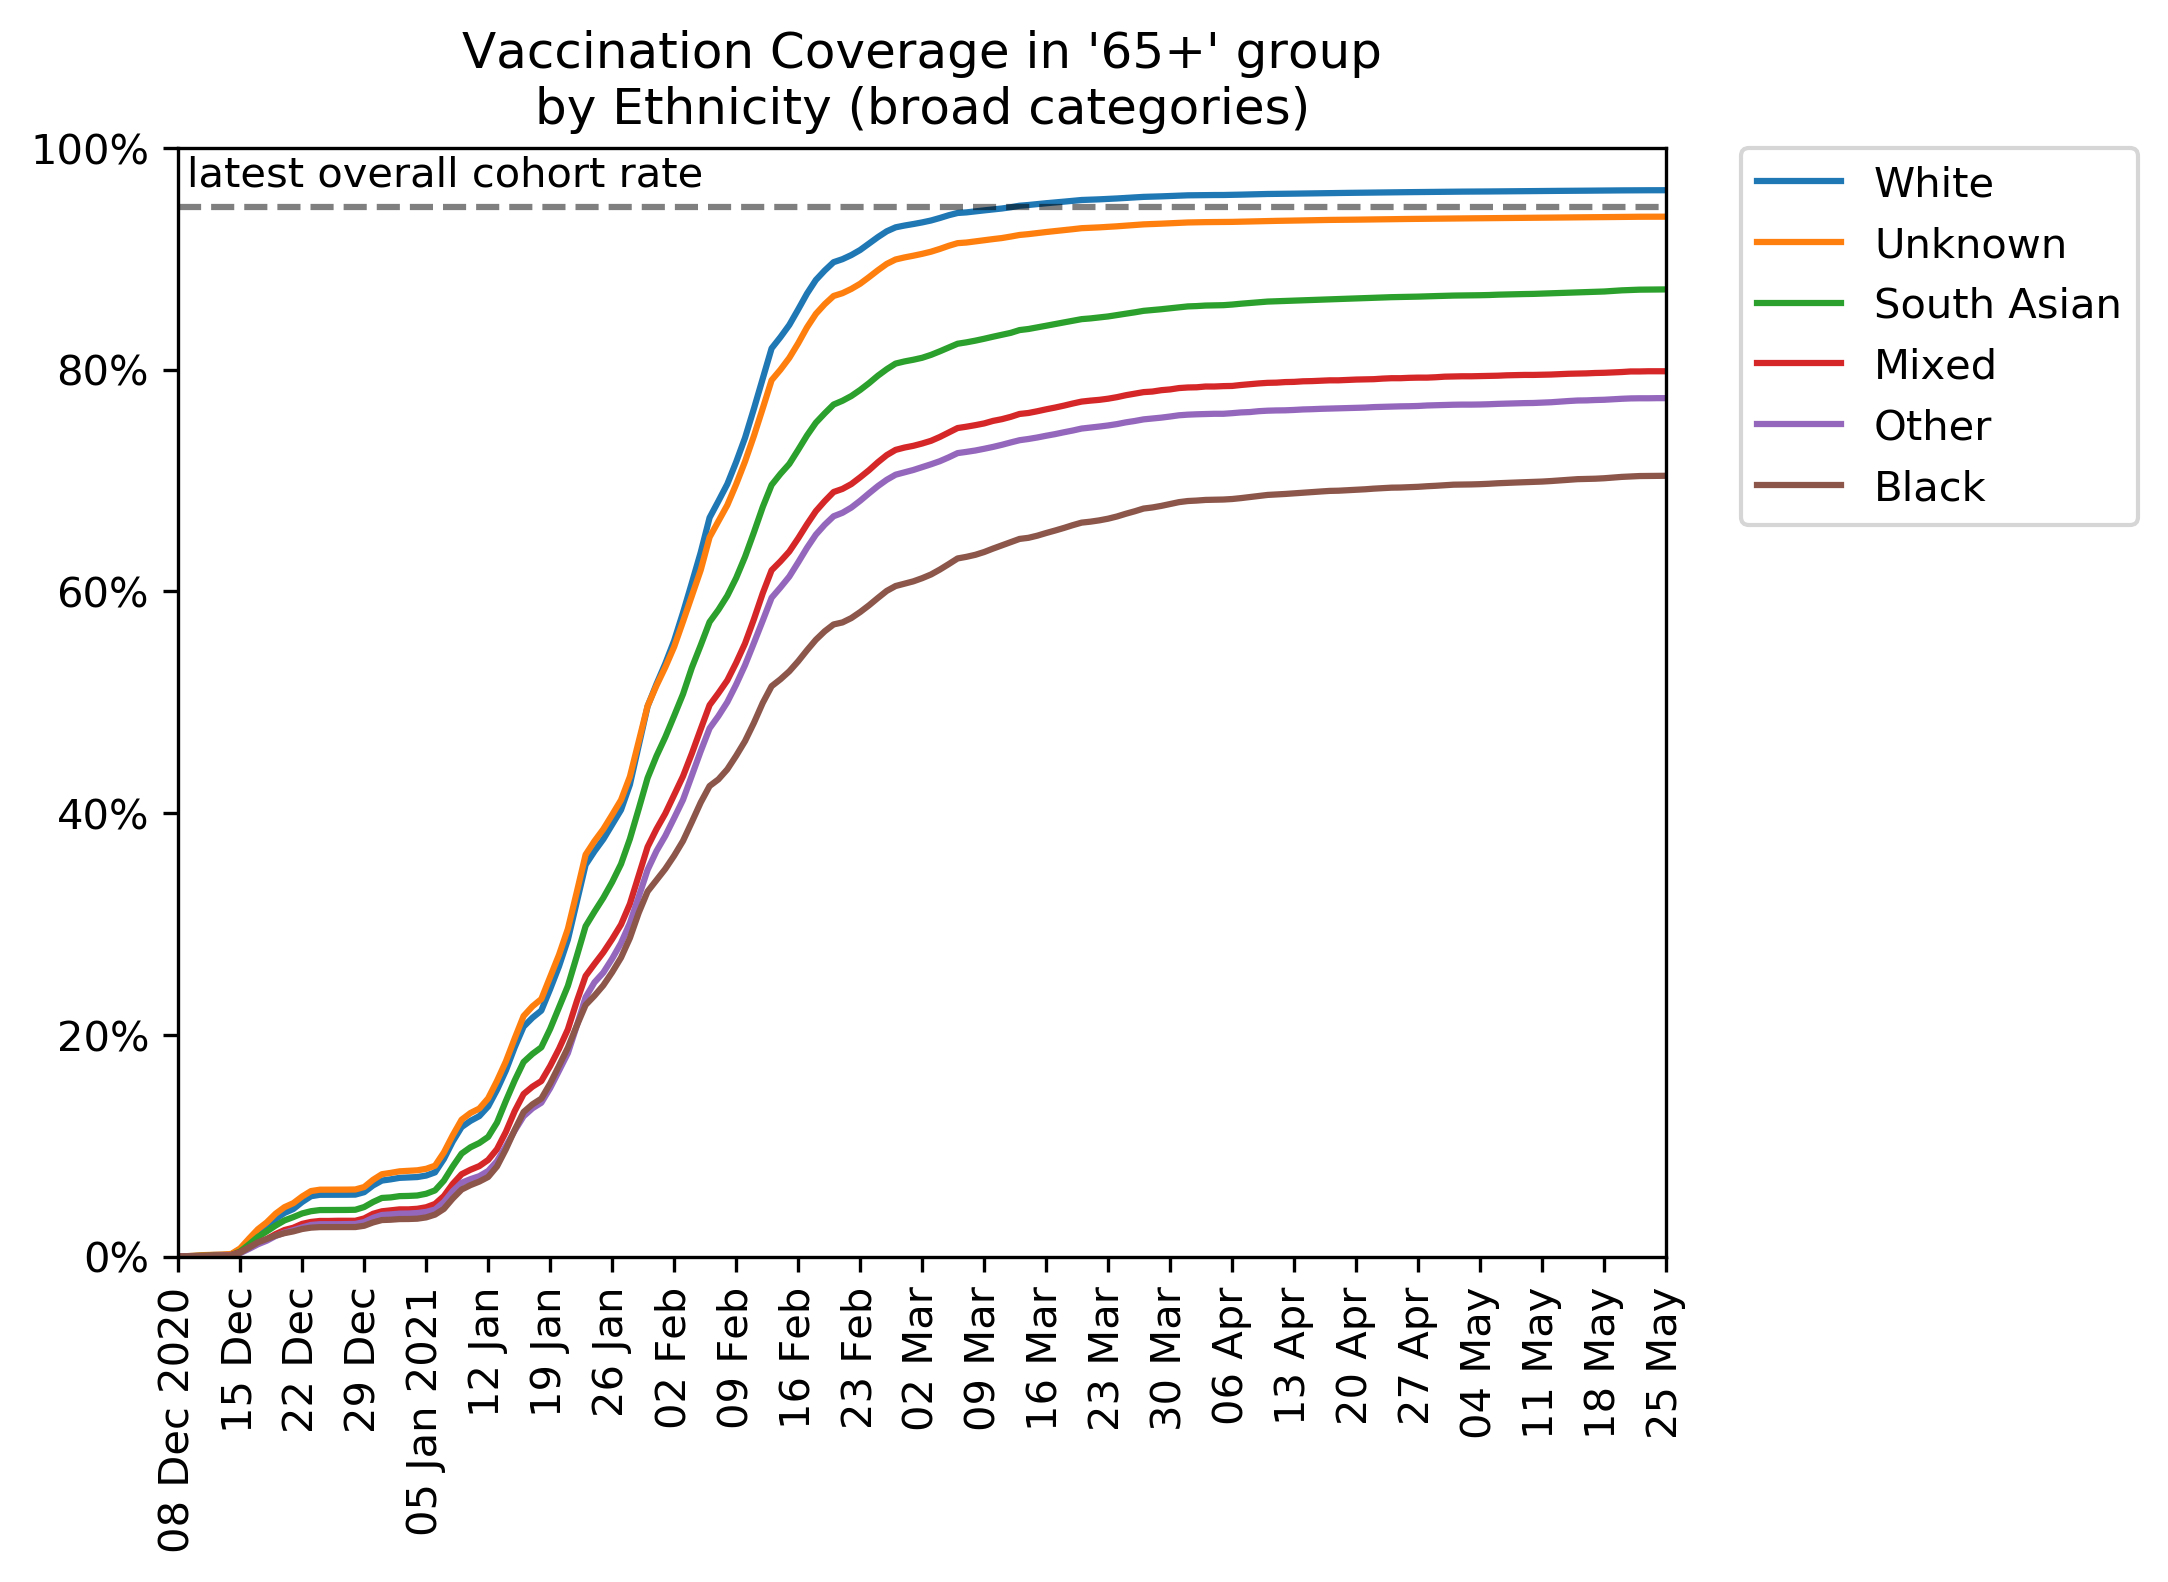 Vaccination Coverage in '65+' group
by Ethnicity (broad categories)
100%
80%
60%
40%
20%
0%
latest overall cohort rate
08 Dec 2020
15 Dec
22 Dec
29 Dec
05 Jan 2021
12 Jan
19 Jan
26 Jan
02 Feb
09 Feb
16 Feb
23 Feb
02 Mar
09 Mar
16 Mar
23 Mar
30 Mar
06 Apr
13 Apr
20 Apr
27 Apr
04 May
11 May
18 May
25 May
White
Unknown
South Asian
Mixed
Other
Black